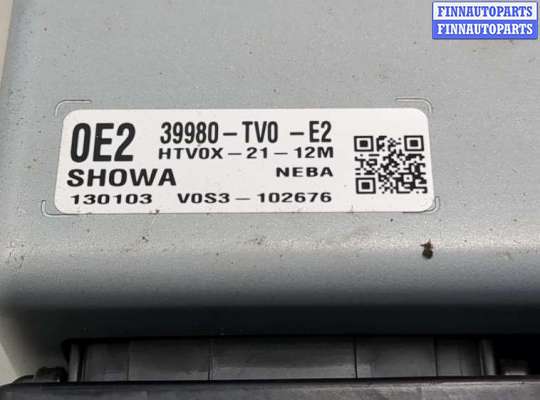 FINNAUTOPARTS
FINNAUTOPARTS
0E2 39980-TV0 -E2
HTV0X-21-12M
SHOWA NEBA
130103 V0S3-102676